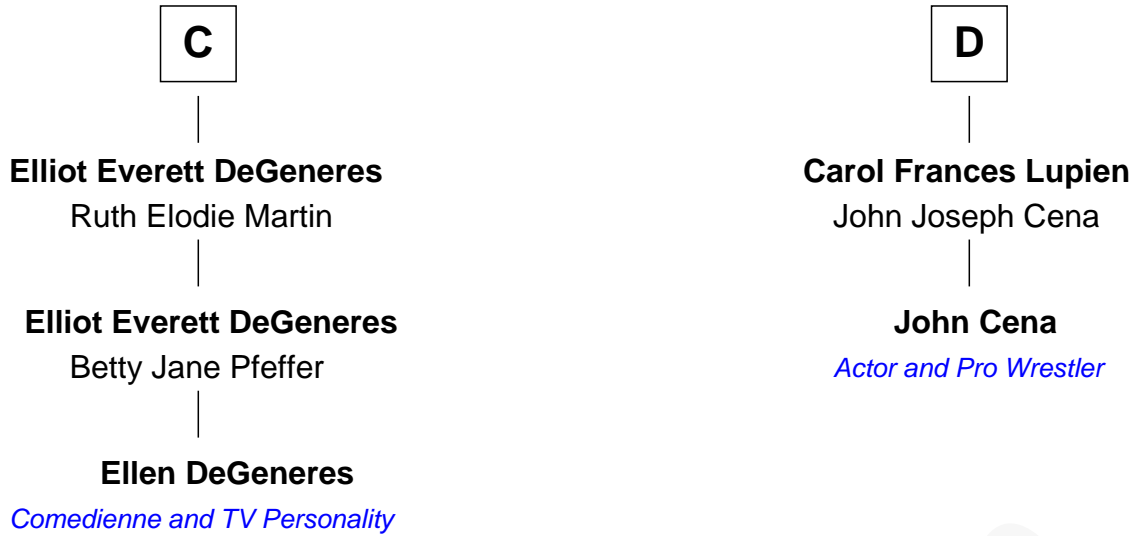 C
Elliot Everett DeGeneres
Ruth Elodie Martin
Elliot Everett DeGeneres
Betty Jane Pfeffer
Ellen DeGeneres
Comedienne and TV Personality
D
Carol Frances Lupien
John Joseph Cena
John Cena
Actor and Pro Wrestler